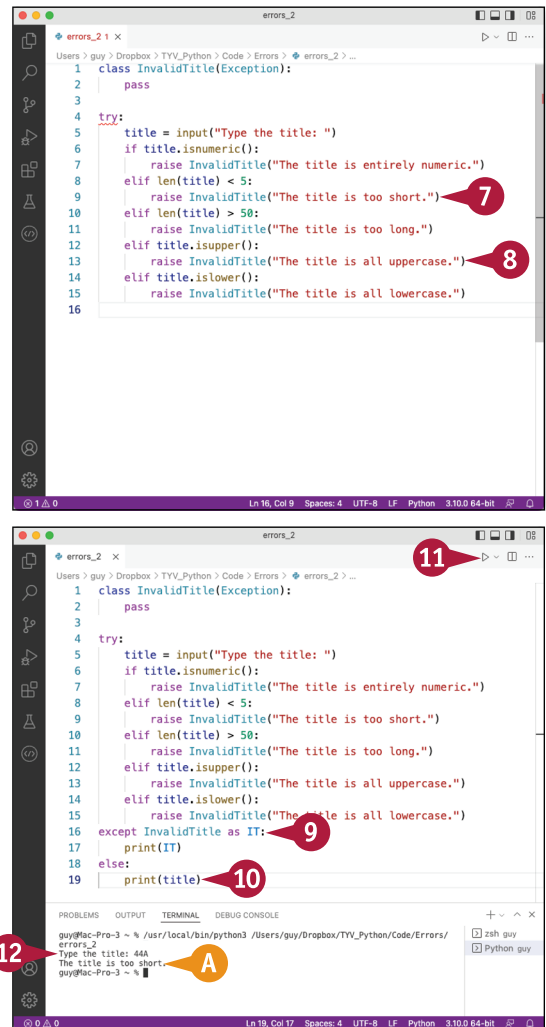 errors_2
errors_2 1 ×
Users > guy > Dropbox > TYV_Python > Code > Errors > errors_2 > ...
1 class InvalidTitle(Exception):
2     pass
3
4 try:
5     title = input("Type the title: ")
6     if title.isnumeric():
7         raise InvalidTitle("The title is entirely numeric.")
8     elif len(title) < 5:
9         raise InvalidTitle("The title is too short.") 7
10     elif len(title) > 50:
11         raise InvalidTitle("The title is too long.")
12     elif title.isupper():
13         raise InvalidTitle("The title is all uppercase.") 8
14     elif title.islower():
15         raise InvalidTitle("The title is all lowercase.")
16
1 0 Ln 16, Col 9 Spaces: 4 UTF-8 LF Python 3.10.0 64-bit
errors_2
errors_2 × 11
Users > guy > Dropbox > TYV_Python > Code > Errors > errors_2 > ...
1 class InvalidTitle(Exception):
2     pass
3
4 try:
5     title = input("Type the title: ")
6     if title.isnumeric():
7         raise InvalidTitle("The title is entirely numeric.")
8     elif len(title) < 5:
9         raise InvalidTitle("The title is too short.")
10     elif len(title) > 50:
11         raise InvalidTitle("The title is too long.")
12     elif title.isupper():
13         raise InvalidTitle("The title is all uppercase.")
14     elif title.islower():
15         raise InvalidTitle("The title is all lowercase.")
16 except InvalidTitle as IT: 9
17     print(IT)
18 else:
19     print(title) 10
PROBLEMS OUTPUT TERMINAL DEBUG CONSOLE
guy@Mac-Pro-3 ~ % /usr/local/bin/python3 /Users/guy/Dropbox/TYV_Python/Code/Errors/
errors_2
12 Type the title: 44A
The title is too short. A
guy@Mac-Pro-3 ~ %
zsh guy
Python guy
0 0 Ln 19, Col 17 Spaces: 4 UTF-8 LF Python 3.10.0 64-bit